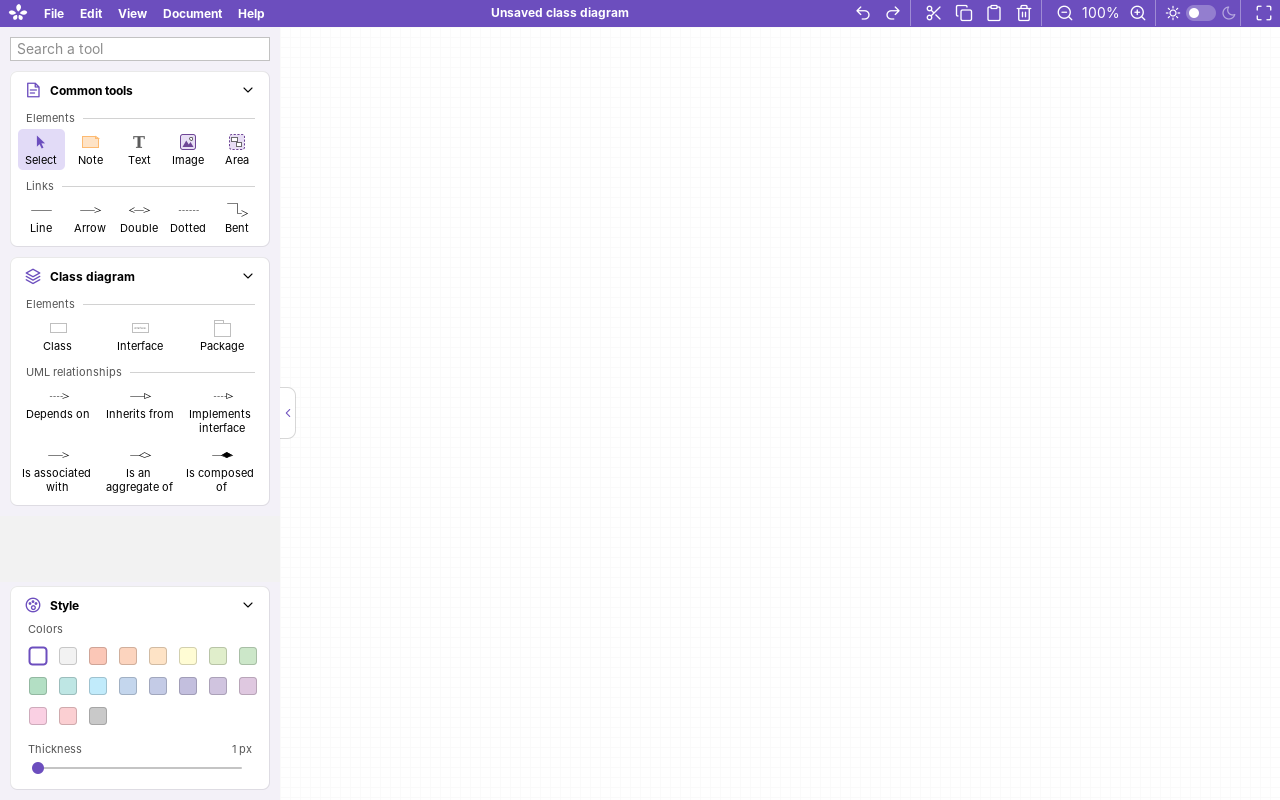 File Edit View Document Help Unsaved class diagram 100%
Search a tool
Common tools
Elements
Select Note Text Image Area
Links
Line Arrow Double Dotted Bent
Class diagram
Elements
Class Interface Package
UML relationships
Depends on Inherits from Implements
interface
Is associated Is an Is composed
with aggregate of of
Style
Colors
Thickness 1 px